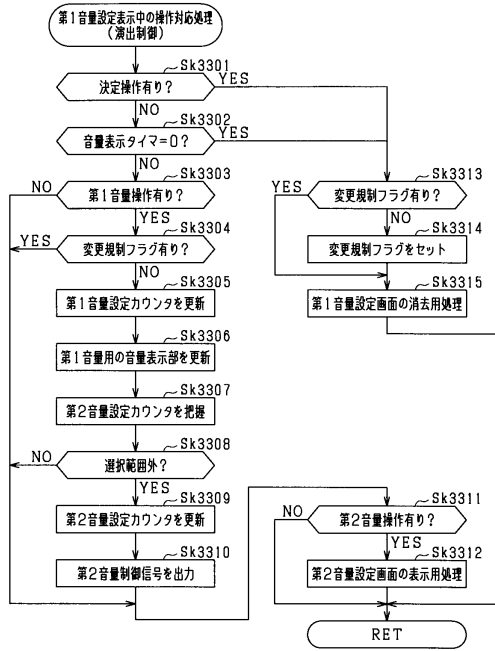 第1音量設定表示中の操作対応処理
(演出制御)
Sk3301
決定操作有り?
YES
NO
Sk3302
音量表示タイマ=0?
YES
NO
Sk3303
第1音量操作有り?
NO
YES
Sk3304
変更規制フラグ有り?
YES
NO
Sk3305
第1音量設定カウンタを更新
Sk3306
第1音量用の音量表示部を更新
Sk3307
第2音量設定カウンタを把握
Sk3308
選択範囲外?
NO
YES
Sk3309
第2音量設定カウンタを更新
Sk3310
第2音量制御信号を出力
Sk3313
変更規制フラグ有り?
YES
NO
Sk3314
変更規制フラグをセット
Sk3315
第1音量設定画面の消去用処理
Sk3311
第2音量操作有り?
NO
YES
Sk3312
第2音量設定画面の表示用処理
RET